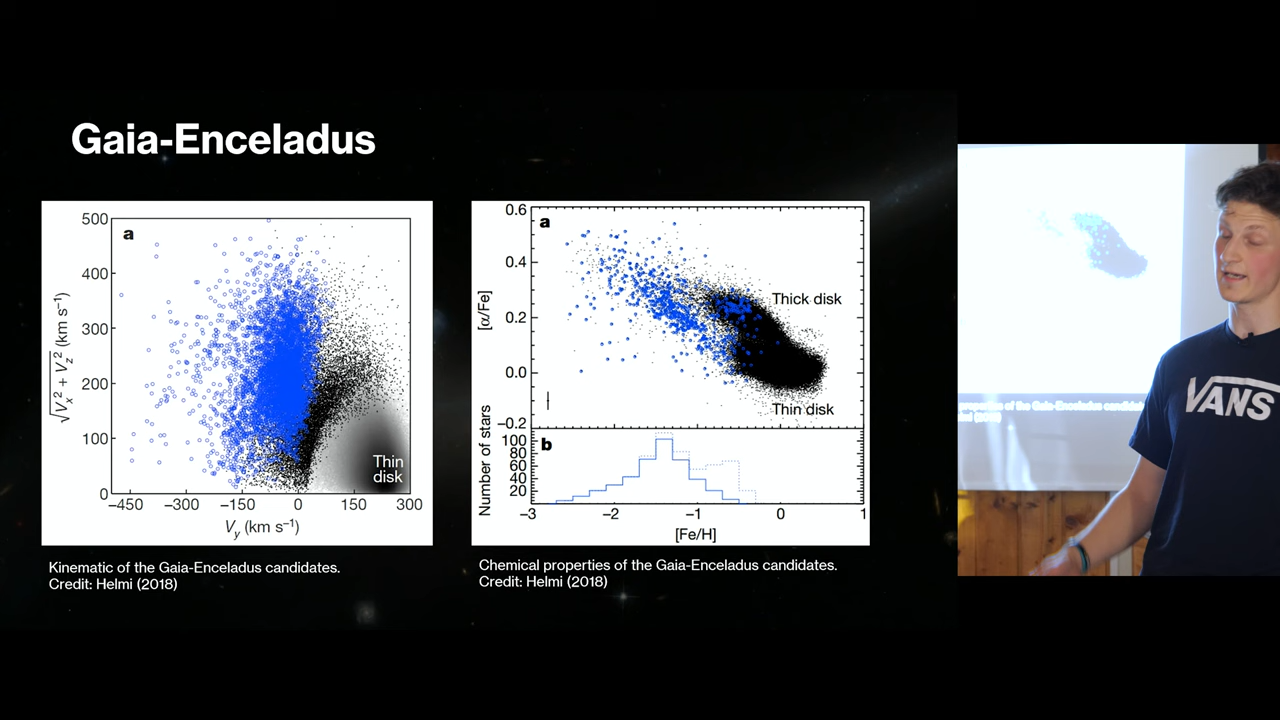 Gaia-Enceladus
a
500
400
300
200
100
0
√Vx² + Vz² (km s⁻¹)
Thin
disk
−450 −300 −150 0 150 300
Vy (km s⁻¹)
Kinematic of the Gaia-Enceladus candidates.
Credit: Helmi (2018)
a
0.6
0.4
0.2
0.0
−0.2
[α/Fe]
Thick disk
Thin disk
b
100
80
60
40
20
Number of stars
−3 −2 −1 0 1
[Fe/H]
Chemical properties of the Gaia-Enceladus candidates.
Credit: Helmi (2018)
VANS